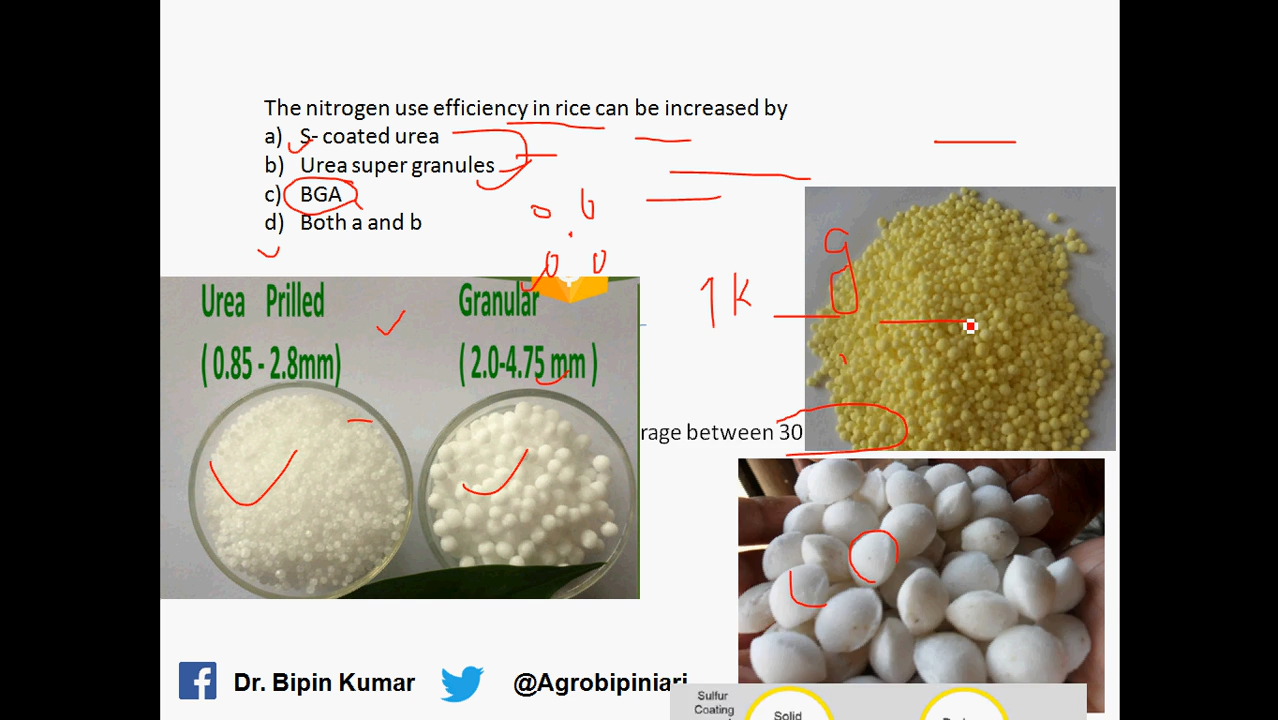 The nitrogen use efficiency in rice can be increased by
a) S- coated urea
b) Urea super granules
c) BGA
d) Both a and b
Urea Prilled
(0.85 - 2.8mm)
Granular
(2.0-4.75 mm)
1K
rage between 30
Dr. Bipin Kumar
@Agrobipiniari
Sulfur
Coating
Solid